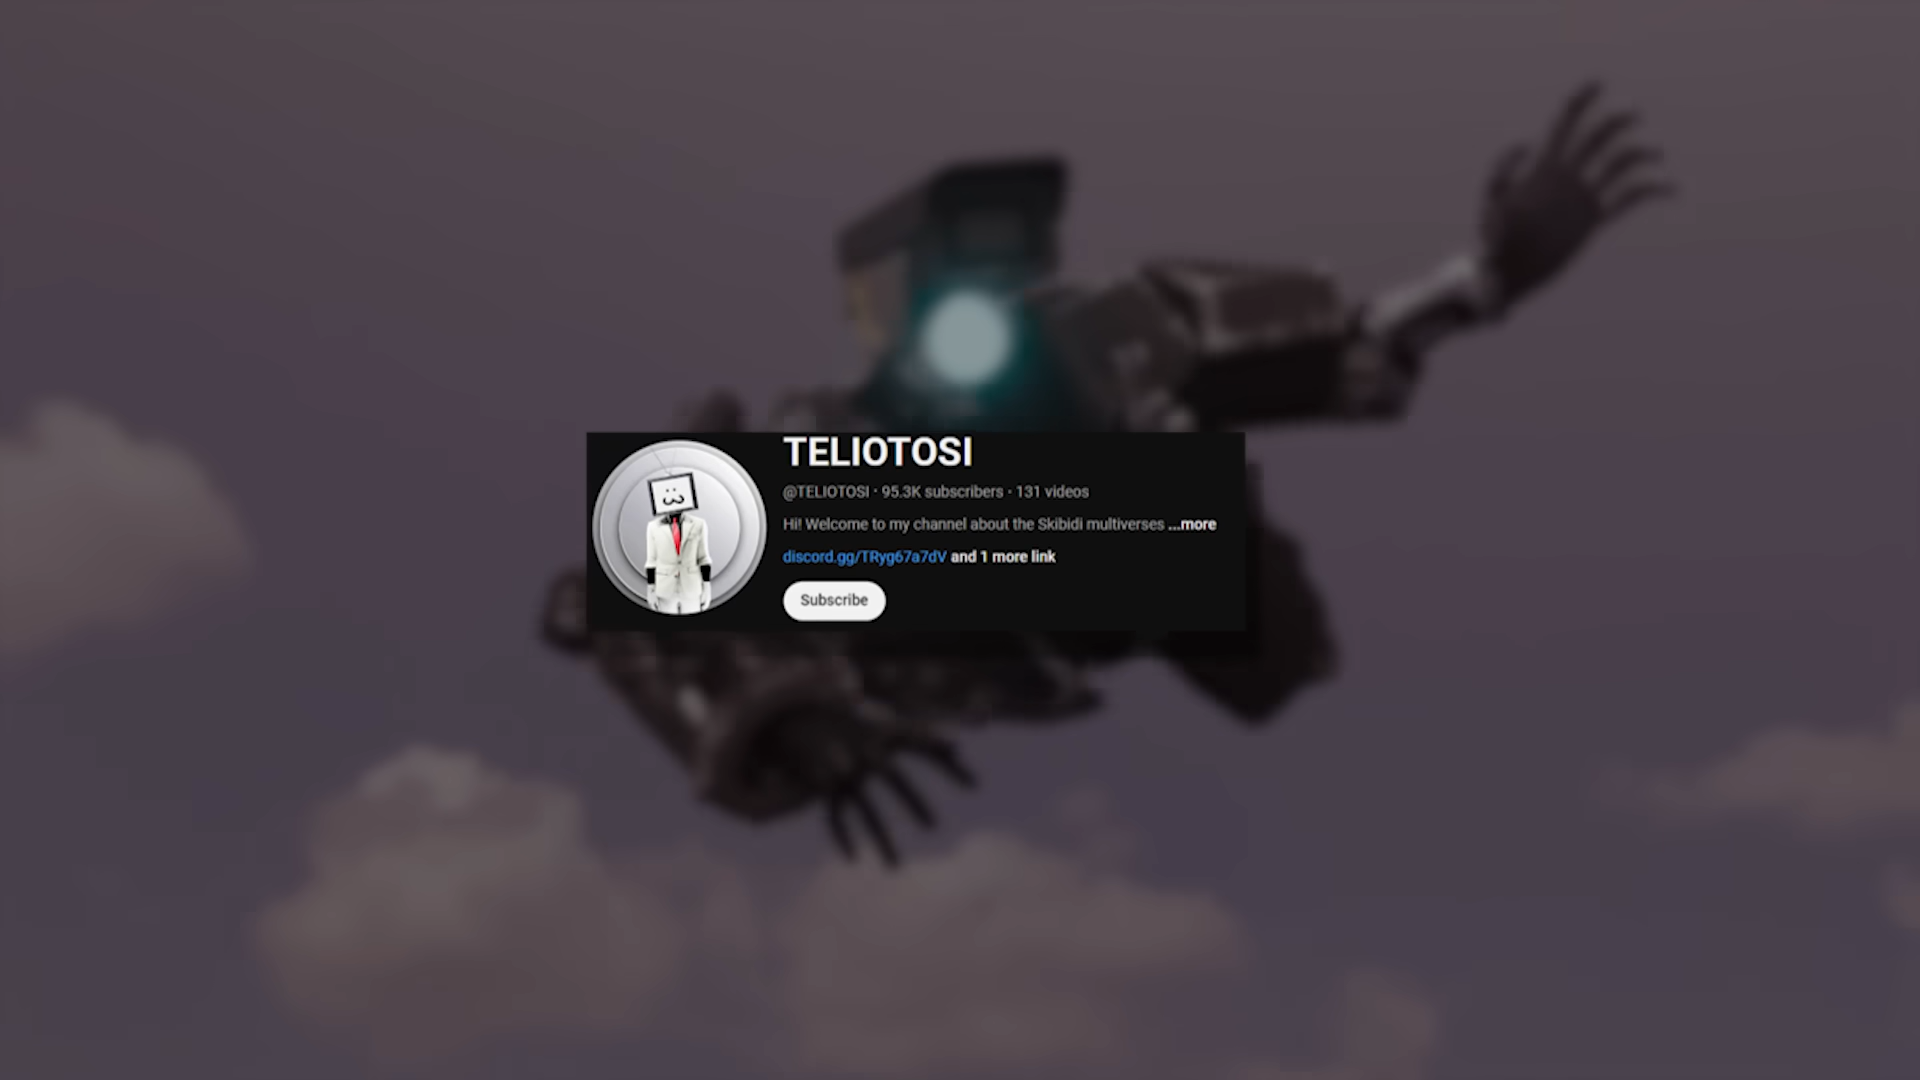 TELIOTOSI
@TELIOTOSI · 95.3K subscribers · 131 videos
Hi! Welcome to my channel about the Skibidi multiverses ...more
discord.gg/TRyg67a7dV and 1 more link
Subscribe